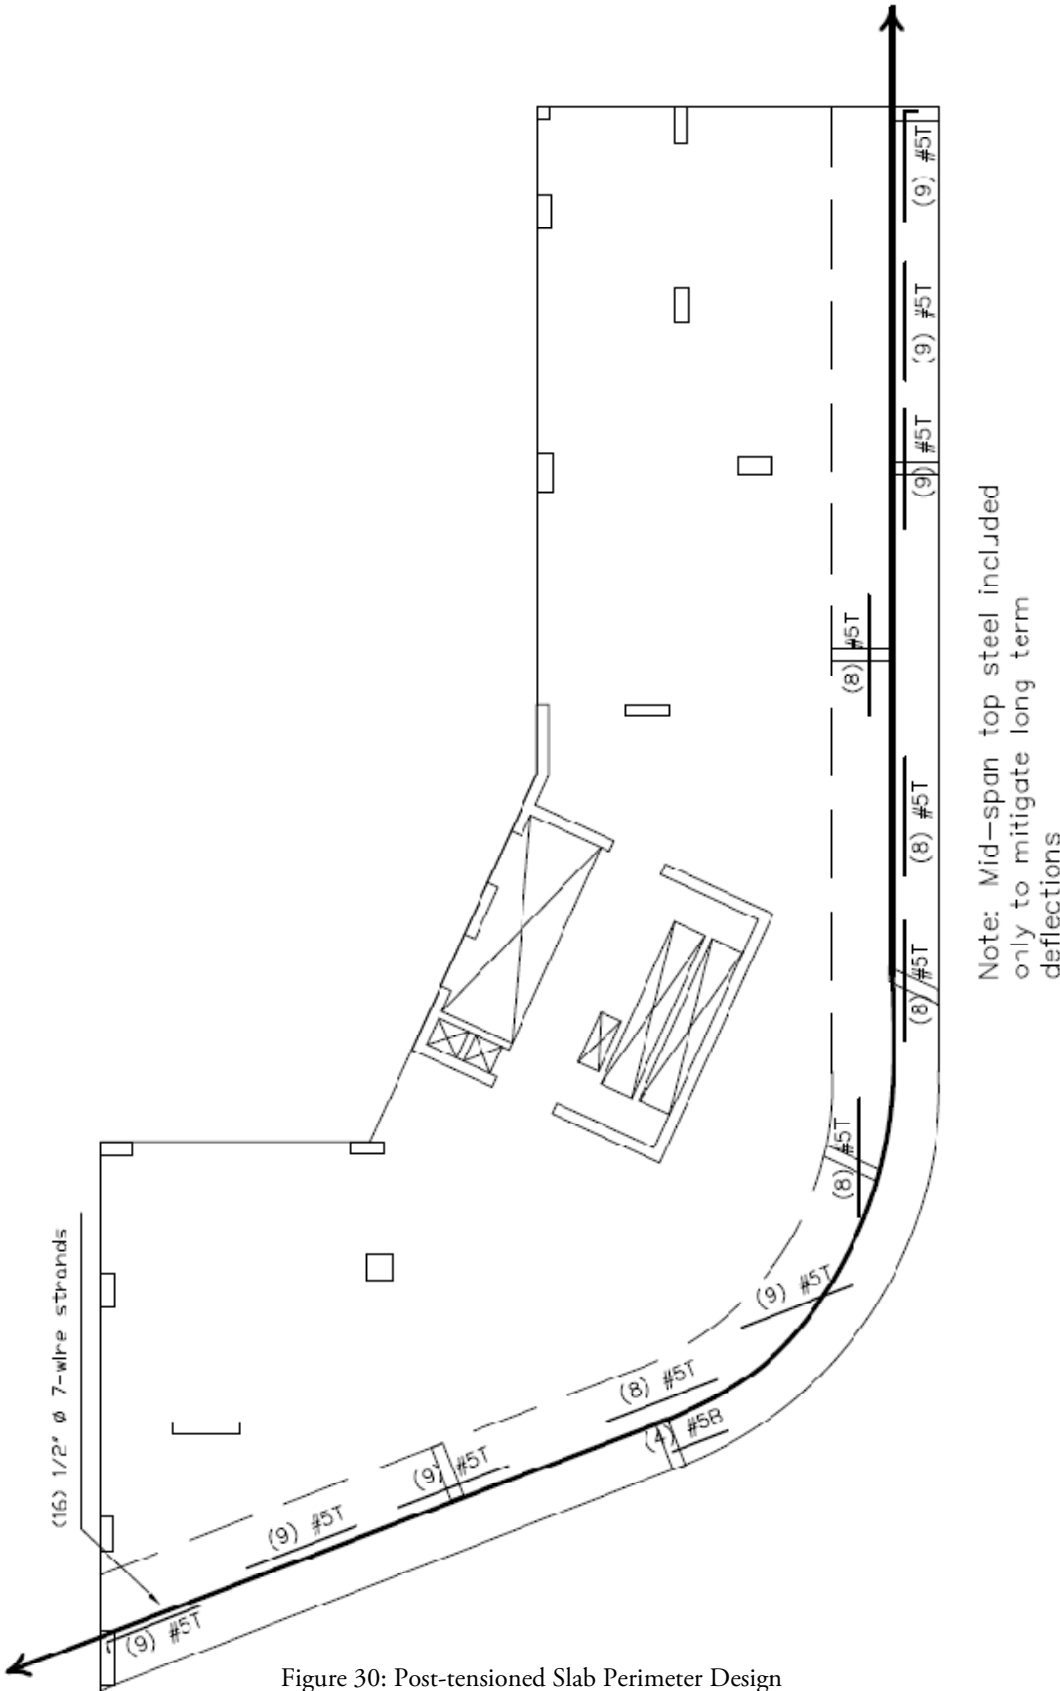 (9) #5T
(9) #5T
(9) #5T
(8) #5T
(8) #5T
(8) #5T
(8) #5T
(9) #5T
(8) #5T
(4) #5B
(9) #5T
(9) #5T
(9) #5T
(16) 1/2" ø 7-wire strands
Note: Mid-span top steel included
only to mitigate long term
deflections
Figure 30: Post-tensioned Slab Perimeter Design